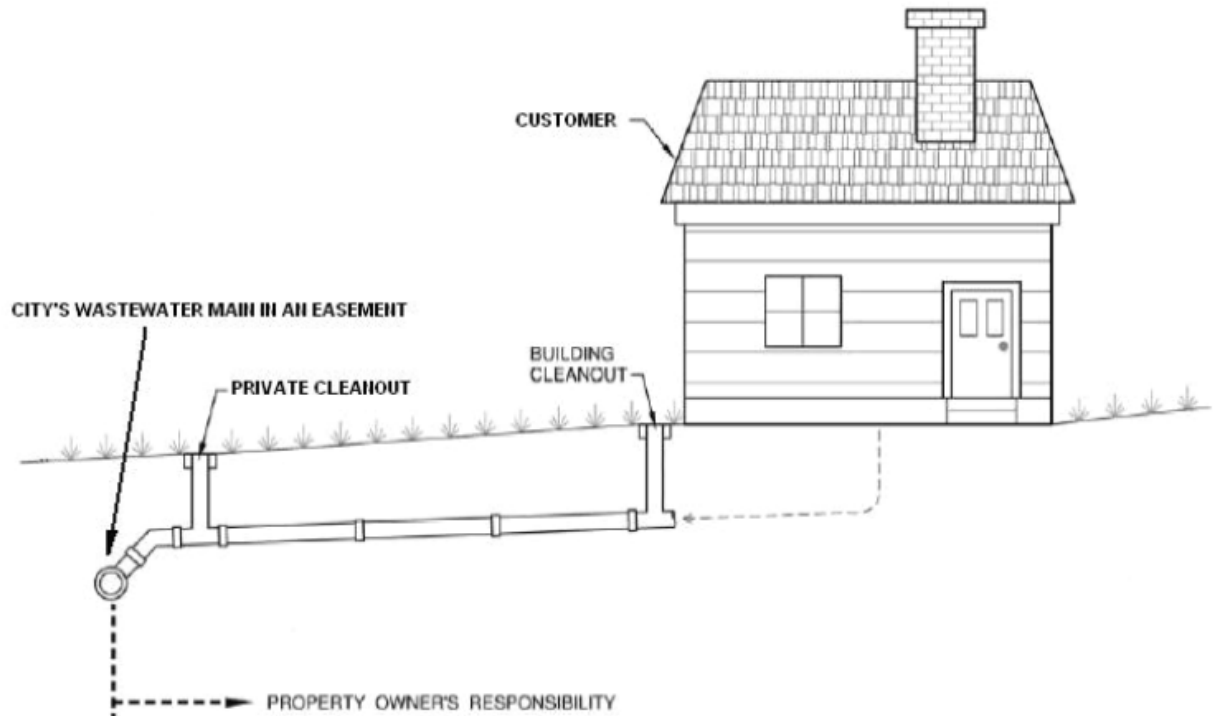 CUSTOMER
CITY'S WASTEWATER MAIN IN AN EASEMENT
BUILDING
CLEANOUT
PRIVATE CLEANOUT
PROPERTY OWNER'S RESPONSIBILITY